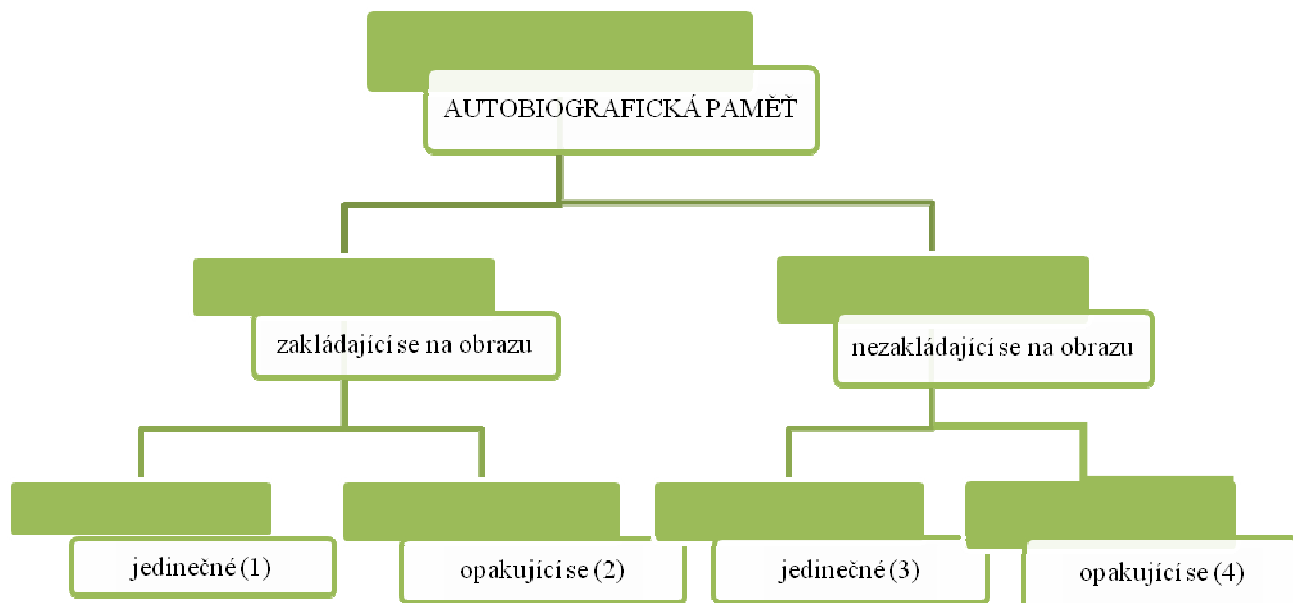 AUTOBIOGRAFICKÁ PAMĚŤ
zakládající se na obrazu
nezakládající se na obrazu
jedinečné (1)
opakující se (2)
jedinečné (3)
opakující se (4)